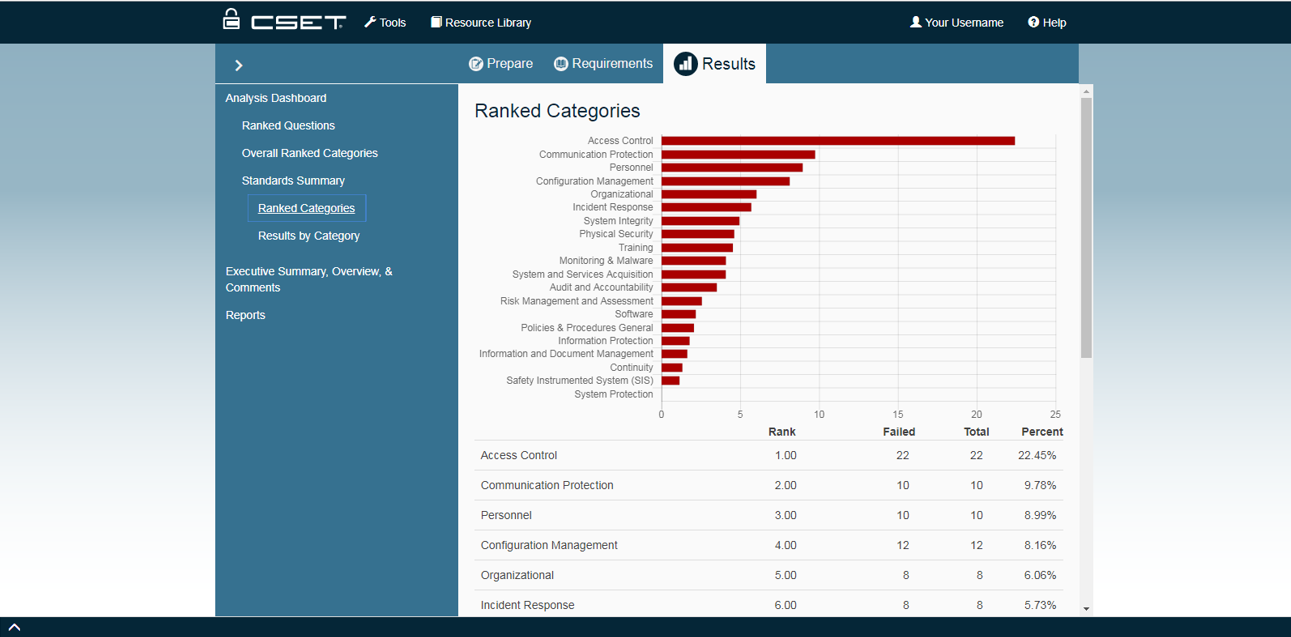 CSET Tools Resource Library Your Username Help
Prepare Requirements Results
Analysis Dashboard
Ranked Questions
Overall Ranked Categories
Standards Summary
Ranked Categories
Results by Category
Executive Summary, Overview, &
Comments
Reports
Ranked Categories
Access Control
Communication Protection
Personnel
Configuration Management
Organizational
Incident Response
System Integrity
Physical Security
Training
Monitoring & Malware
System and Services Acquisition
Audit and Accountability
Risk Management and Assessment
Software
Policies & Procedures General
Information Protection
Information and Document Management
Continuity
Safety Instrumented System (SIS)
System Protection
0 5 10 15 20 25
Rank Failed Total Percent
Access Control 1.00 22 22 22.45%
Communication Protection 2.00 10 10 9.78%
Personnel 3.00 10 10 8.99%
Configuration Management 4.00 12 12 8.16%
Organizational 5.00 8 8 6.06%
Incident Response 6.00 8 8 5.73%